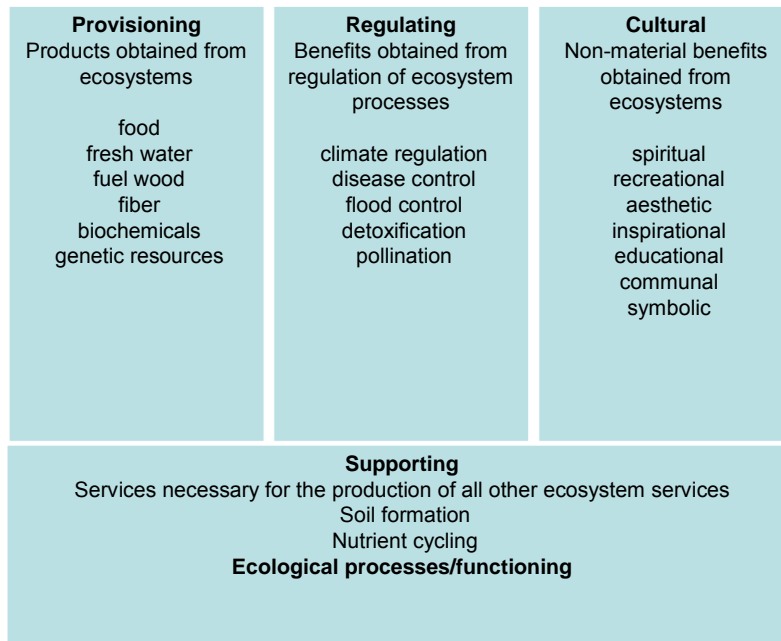 Provisioning
Products obtained from
ecosystems
food
fresh water
fuel wood
fiber
biochemicals
genetic resources
Regulating
Benefits obtained from
regulation of ecosystem
processes
climate regulation
disease control
flood control
detoxification
pollination
Cultural
Non-material benefits
obtained from
ecosystems
spiritual
recreational
aesthetic
inspirational
educational
communal
symbolic
Supporting
Services necessary for the production of all other ecosystem services
Soil formation
Nutrient cycling
Ecological processes/functioning